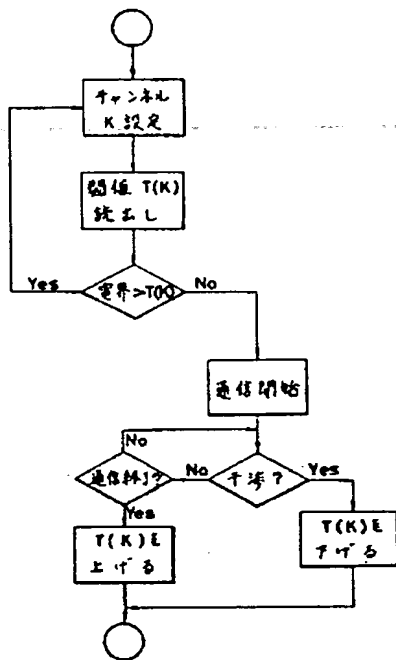 チャンネル
K 設定
閾値 T(K)
読出し
電界>T(K)
Yes
No
通信開始
No
通信終了?
No
干渉?
Yes
Yes
T(K)を
上げる
T(K)を
下げる